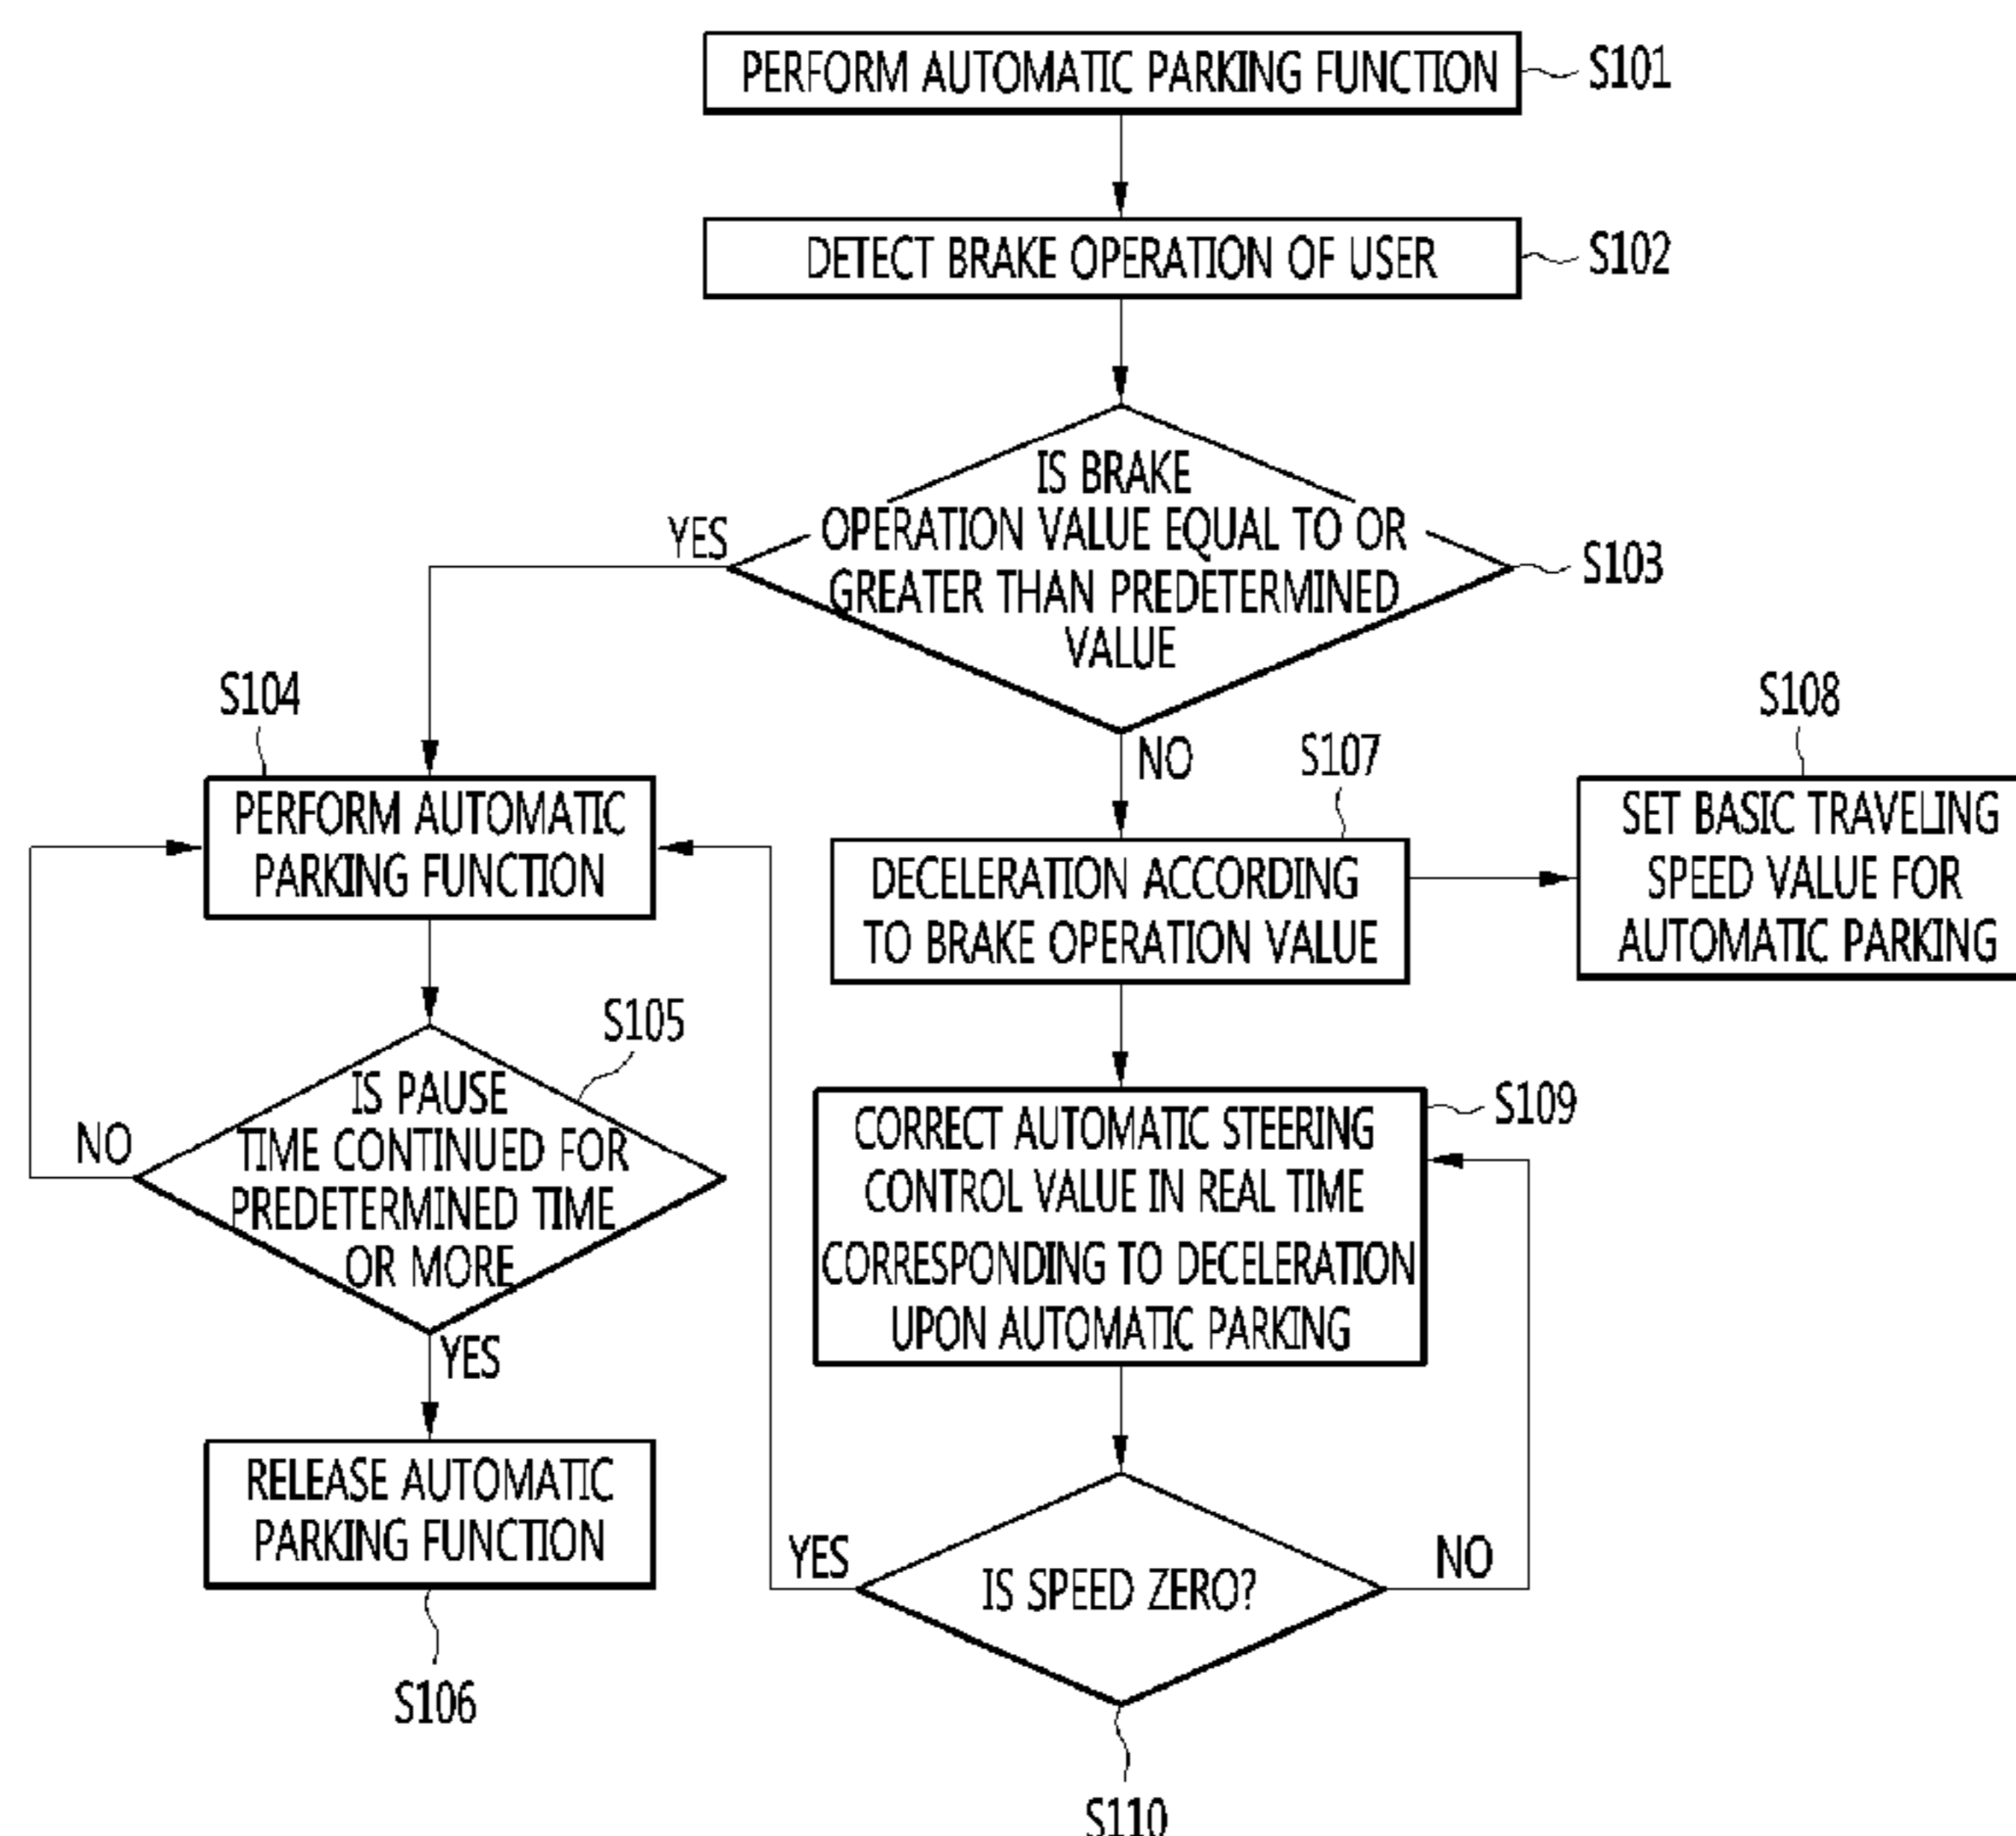 PERFORM AUTOMATIC PARKING FUNCTION
S101
DETECT BRAKE OPERATION OF USER
S102
IS BRAKE
OPERATION VALUE EQUAL TO OR
GREATER THAN PREDETERMINED
VALUE
S103
YES
NO
S104
PERFORM AUTOMATIC
PARKING FUNCTION
S107
DECELERATION ACCORDING
TO BRAKE OPERATION VALUE
S108
SET BASIC TRAVELING
SPEED VALUE FOR
AUTOMATIC PARKING
S105
IS PAUSE
TIME CONTINUED FOR
PREDETERMINED TIME
OR MORE
NO
YES
S109
CORRECT AUTOMATIC STEERING
CONTROL VALUE IN REAL TIME
CORRESPONDING TO DECELERATION
UPON AUTOMATIC PARKING
RELEASE AUTOMATIC
PARKING FUNCTION
S106
YES
IS SPEED ZERO?
NO
S110